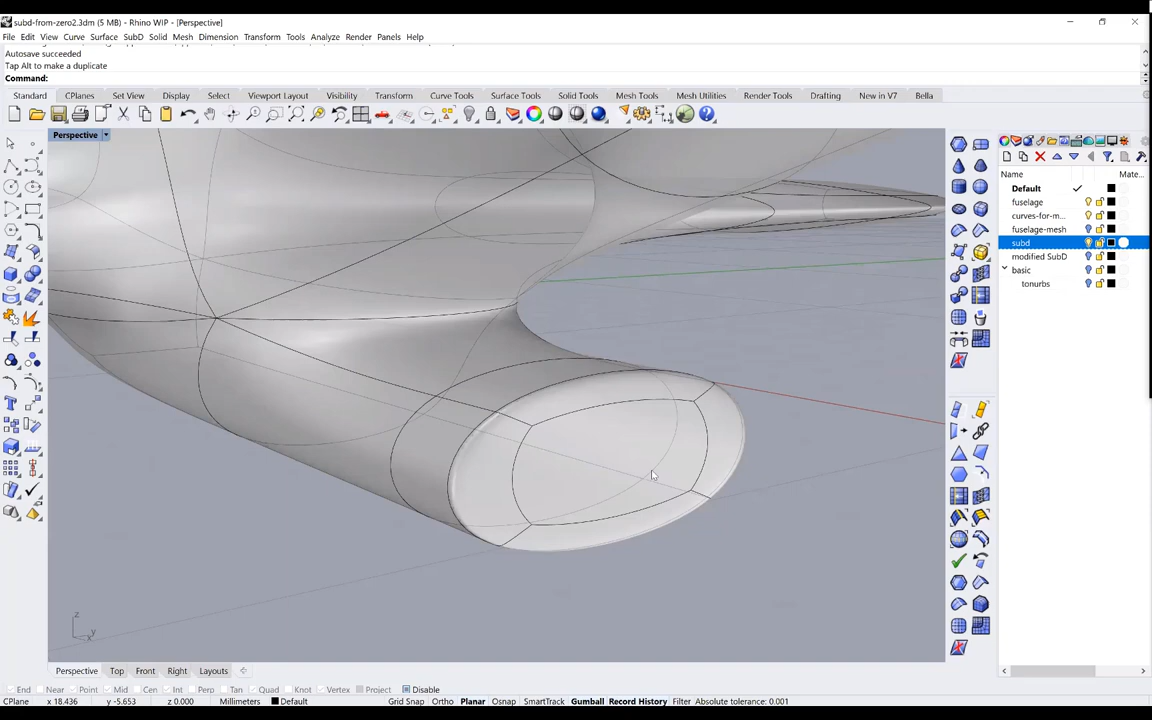 subd-from-zero2.3dm (5 MB) - Rhino WIP - [Perspective]
File Edit View Curve Surface SubD Solid Mesh Dimension Transform Tools Analyze Render Panels Help
Autosave succeeded
Tap Alt to make a duplicate
Command:
Standard CPlanes Set View Display Select Viewport Layout Visibility Transform Curve Tools Surface Tools Solid Tools Mesh Tools Mesh Utilities Render Tools Drafting New in V7 Bella
Perspective
Name Mate...
Default
fuselage
curves-for-m...
fuselage-mesh
subd
modified SubD
basic
tonurbs
z
y
x
Perspective Top Front Right Layouts
End Near Point Mid Cen Int Perp Tan Quad Knot Vertex Project Disable
CPlane x 18.436 y -5.653 z 0.000 Millimeters Default Grid Snap Ortho Planar Osnap SmartTrack Gumball Record History Filter Absolute tolerance: 0.001